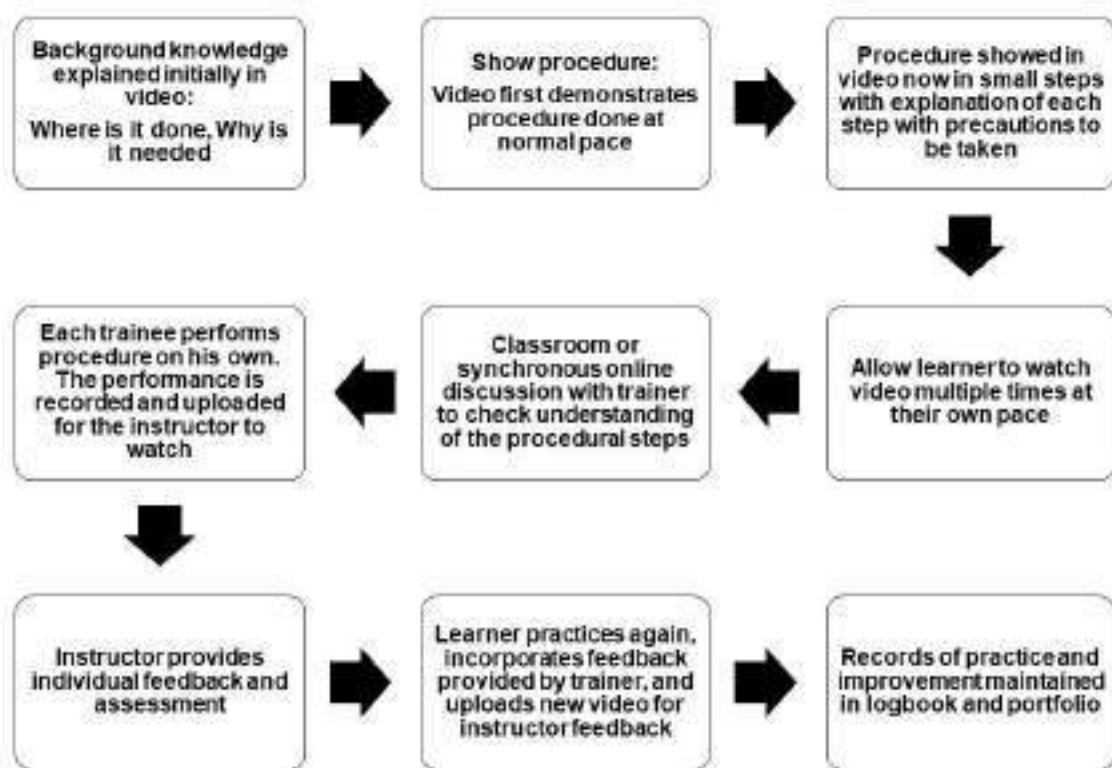 Background knowledge
explained initially in
video:
Where is it done, Why is
it needed
Show procedure:
Video first demonstrates
procedure done at
normal pace
Procedure showed in
video now in small steps
with explanation of each
step with precautions to
be taken
Allow learner to watch
video multiple times at
their own pace
Classroom or
synchronous online
discussion with trainer
to check understanding
of the procedural steps
Each trainee performs
procedure on his own.
The performance is
recorded and uploaded
for the instructor to
watch
Instructor provides
individual feedback and
assessment
Learner practices again,
incorporates feedback
provided by trainer, and
uploads new video for
instructor feedback
Records of practice and
improvement maintained
in logbook and portfolio